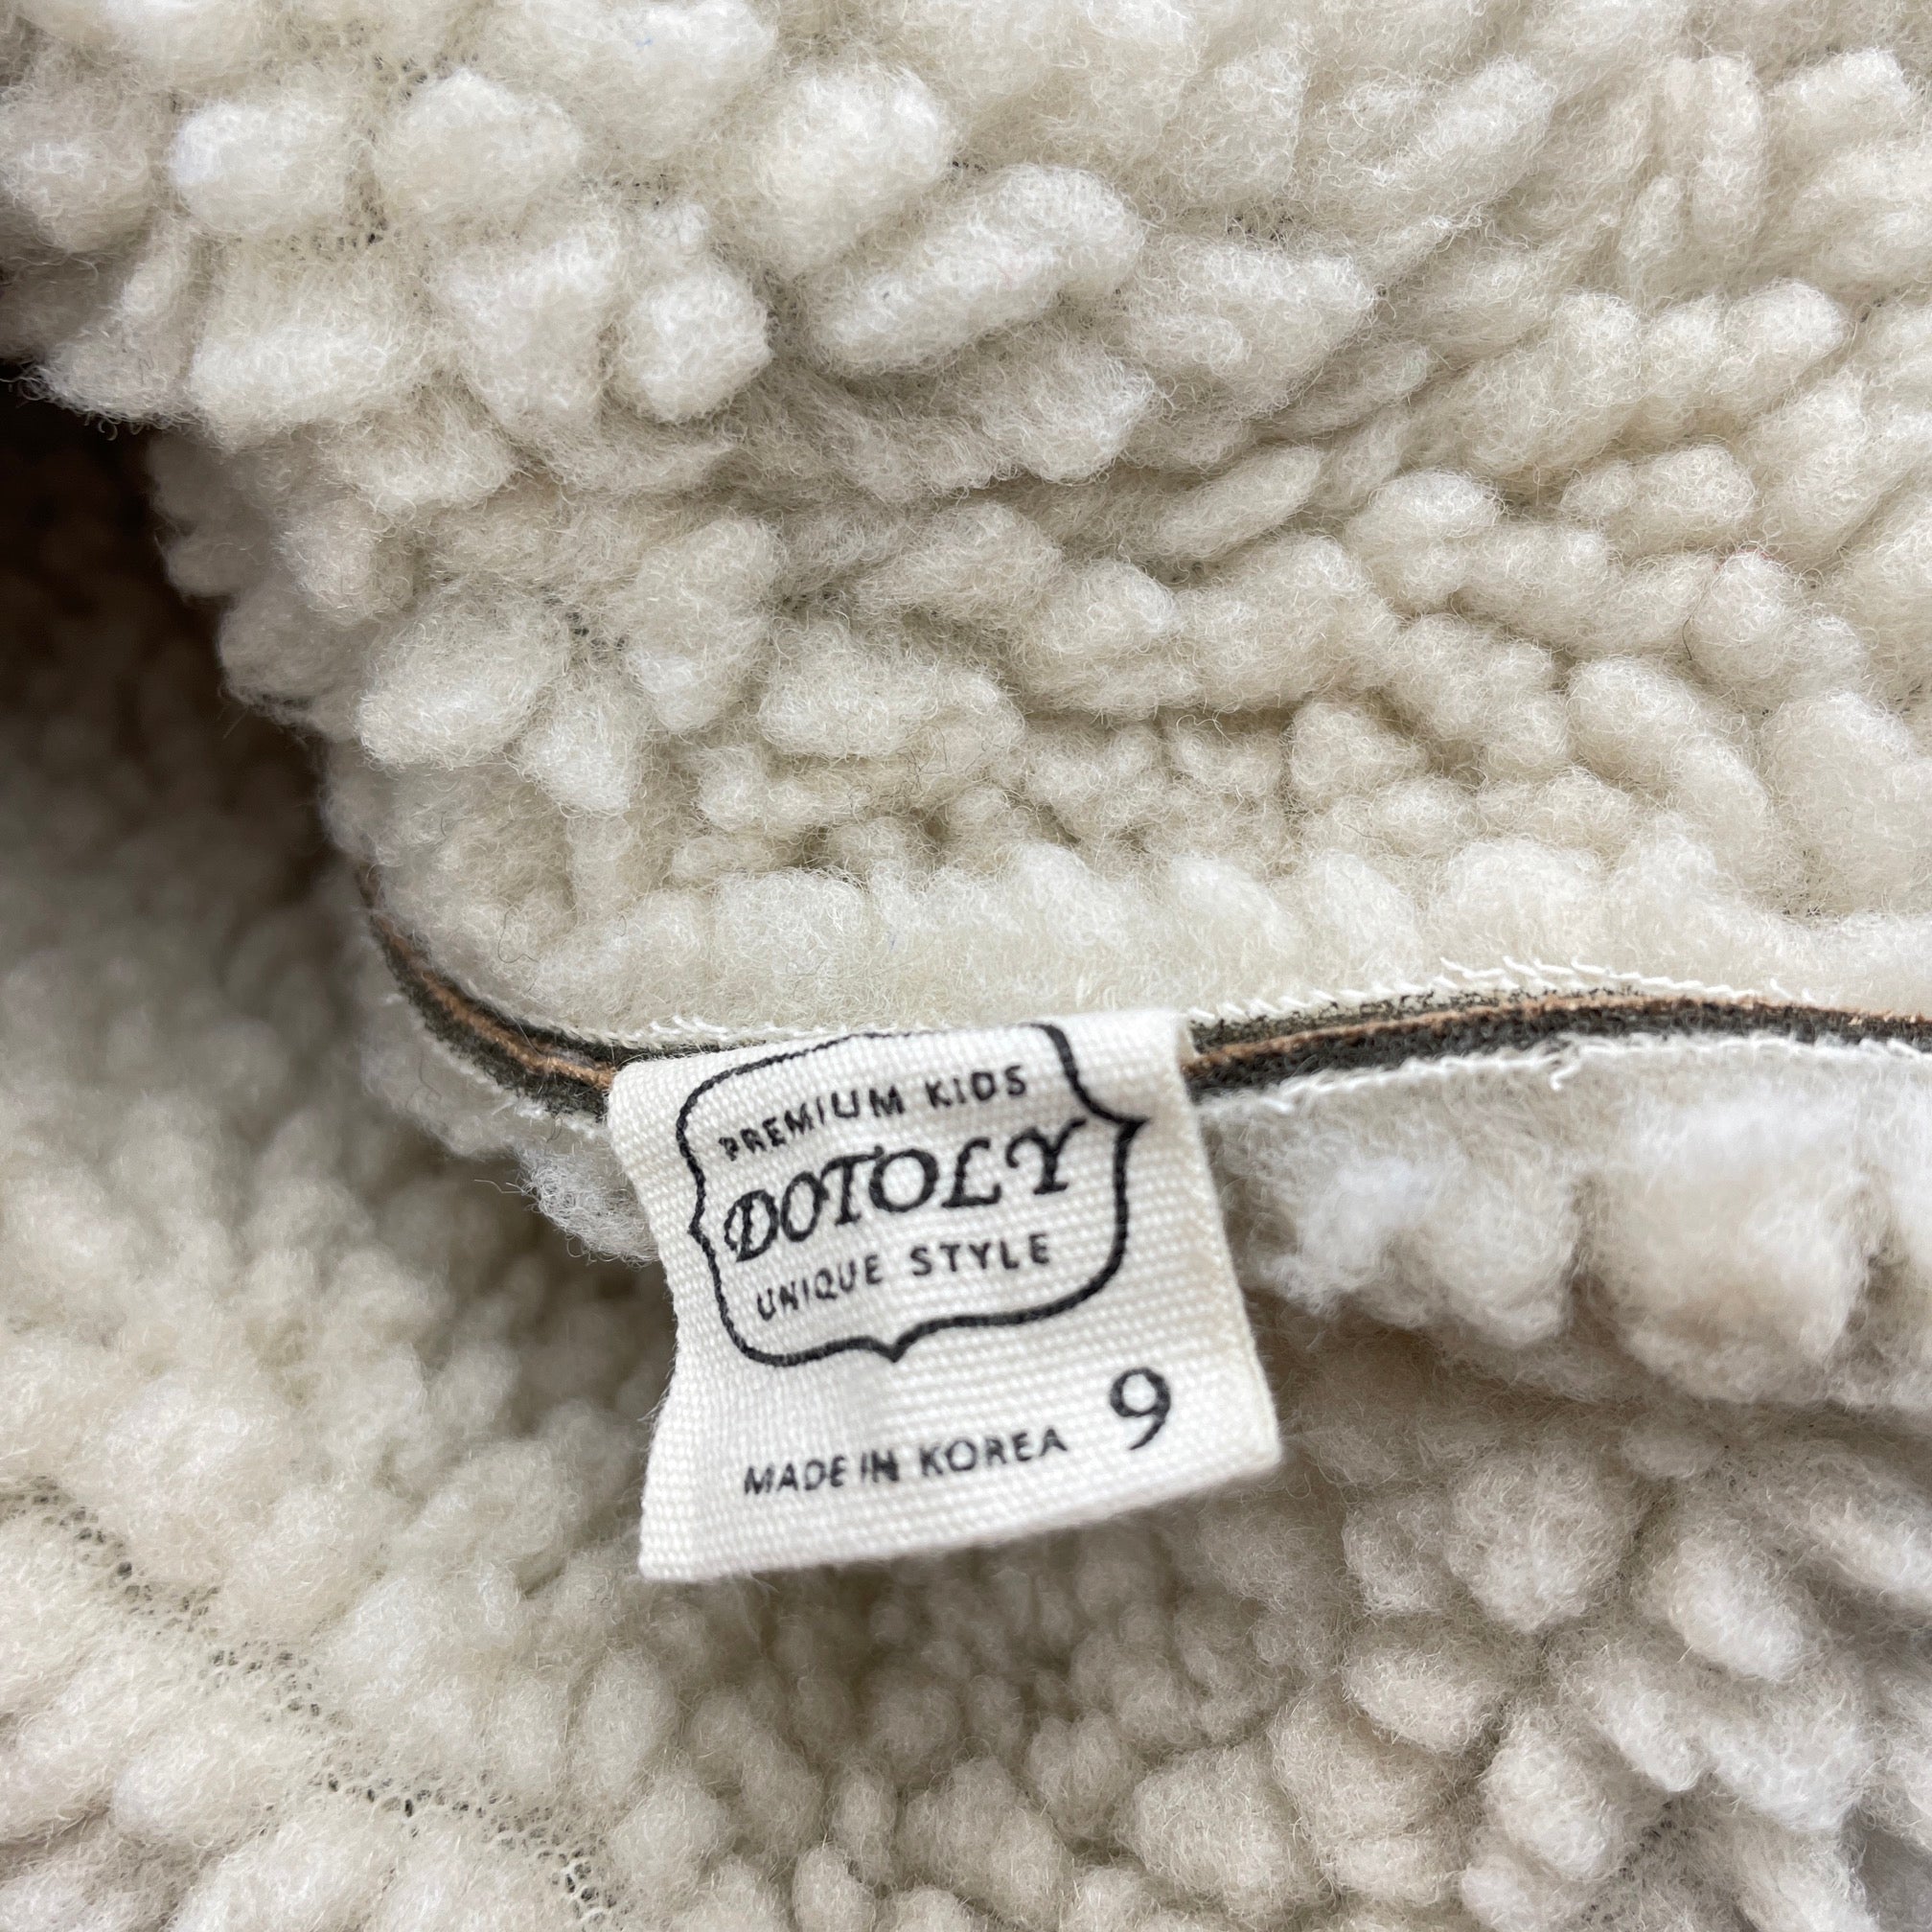 PREMIUM KIDS
DOTOLY
UNIQUE STYLE
9
MADE IN KOREA